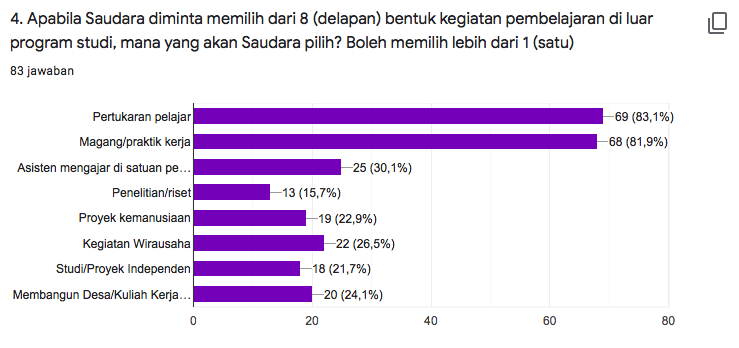 4. Apabila Saudara diminta memilih dari 8 (delapan) bentuk kegiatan pembelajaran di luar
program studi, mana yang akan Saudara pilih? Boleh memilih lebih dari 1 (satu)
83 jawaban
Pertukaran pelajar 69 (83,1%)
Magang/praktik kerja 68 (81,9%)
Asisten mengajar di satuan pe… 25 (30,1%)
Penelitian/riset 13 (15,7%)
Proyek kemanusiaan 19 (22,9%)
Kegiatan Wirausaha 22 (26,5%)
Studi/Proyek Independen 18 (21,7%)
Membangun Desa/Kuliah Kerja… 20 (24,1%)
0 20 40 60 80